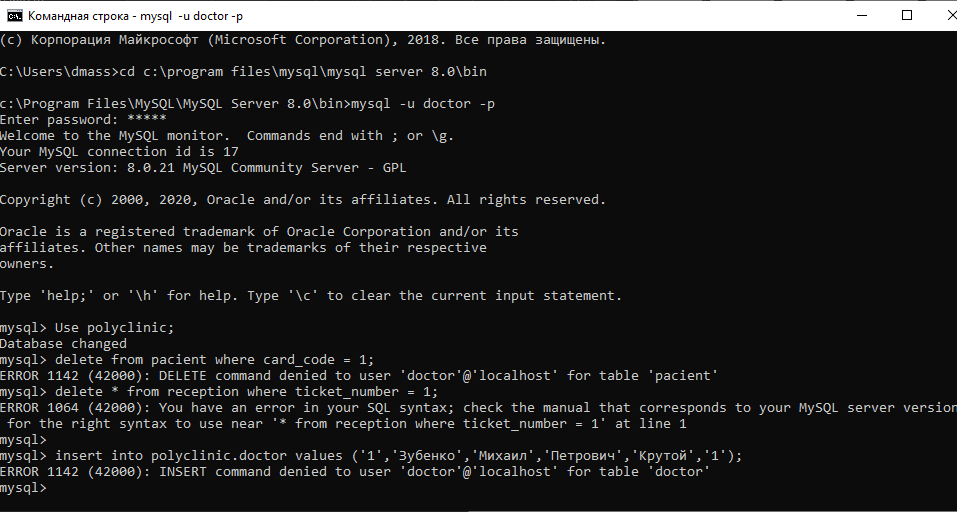 Командная строка - mysql -u doctor -p
(c) Корпорация Майкрософт (Microsoft Corporation), 2018. Все права защищены.
C:\Users\dmass>cd c:\program files\mysql\mysql server 8.0\bin
c:\Program Files\MySQL\MySQL Server 8.0\bin>mysql -u doctor -p
Enter password: *****
Welcome to the MySQL monitor.  Commands end with ; or \g.
Your MySQL connection id is 17
Server version: 8.0.21 MySQL Community Server - GPL
Copyright (c) 2000, 2020, Oracle and/or its affiliates. All rights reserved.
Oracle is a registered trademark of Oracle Corporation and/or its
affiliates. Other names may be trademarks of their respective
owners.
Type 'help;' or '\h' for help. Type '\c' to clear the current input statement.
mysql> Use polyclinic;
Database changed
mysql> delete from pacient where card_code = 1;
ERROR 1142 (42000): DELETE command denied to user 'doctor'@'localhost' for table 'pacient'
mysql> delete * from reception where ticket_number = 1;
ERROR 1064 (42000): You have an error in your SQL syntax; check the manual that corresponds to your MySQL server version
for the right syntax to use near '* from reception where ticket_number = 1' at line 1
mysql>
mysql> insert into polyclinic.doctor values ('1','Зубенко','Михаил','Петрович','Крутой','1');
ERROR 1142 (42000): INSERT command denied to user 'doctor'@'localhost' for table 'doctor'
mysql>